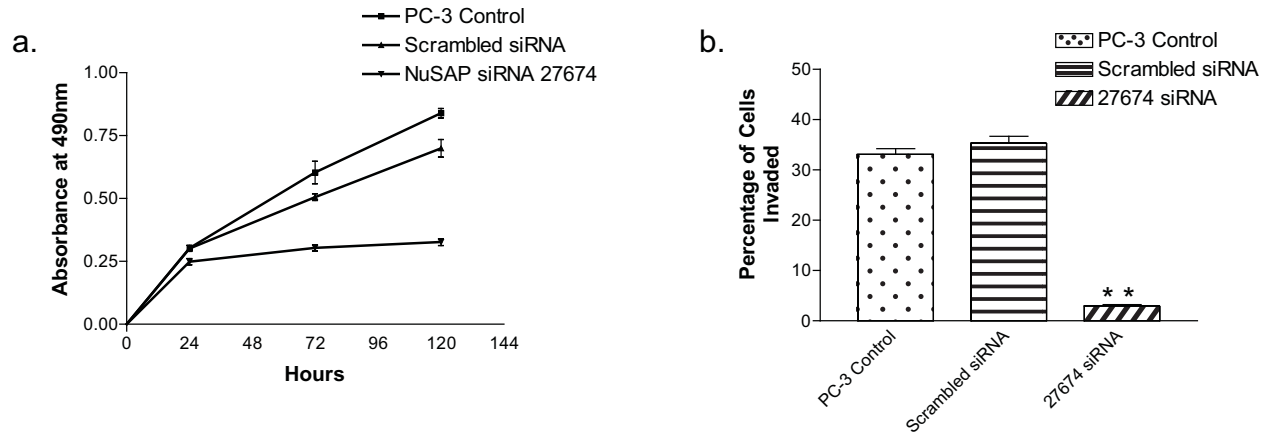 a.
PC-3 Control
Scrambled siRNA
NuSAP siRNA 27674
Absorbance at 490nm
1.00
0.75
0.50
0.25
0.00
0 24 48 72 96 120 144
Hours
b.
PC-3 Control
Scrambled siRNA
27674 siRNA
Percentage of Cells
Invaded
50
40
30
20
10
0
* *
PC-3 Control
Scrambled siRNA
27674 siRNA